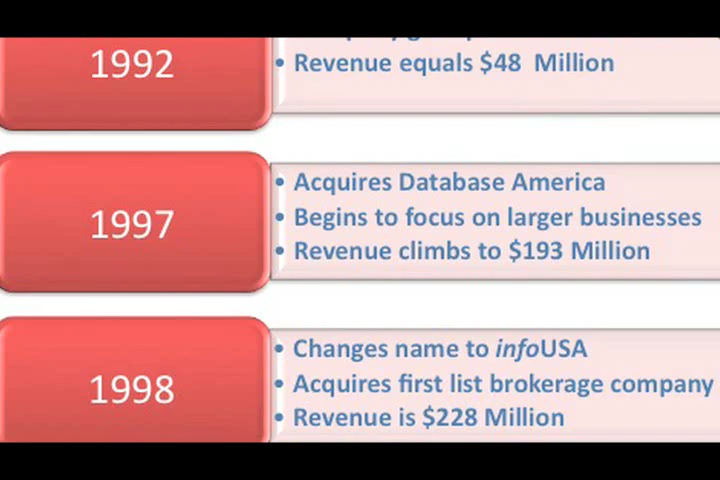 1992
• Revenue equals $48 Million
1997
• Acquires Database America
• Begins to focus on larger businesses
• Revenue climbs to $193 Million
1998
• Changes name to infoUSA
• Acquires first list brokerage company
• Revenue is $228 Million